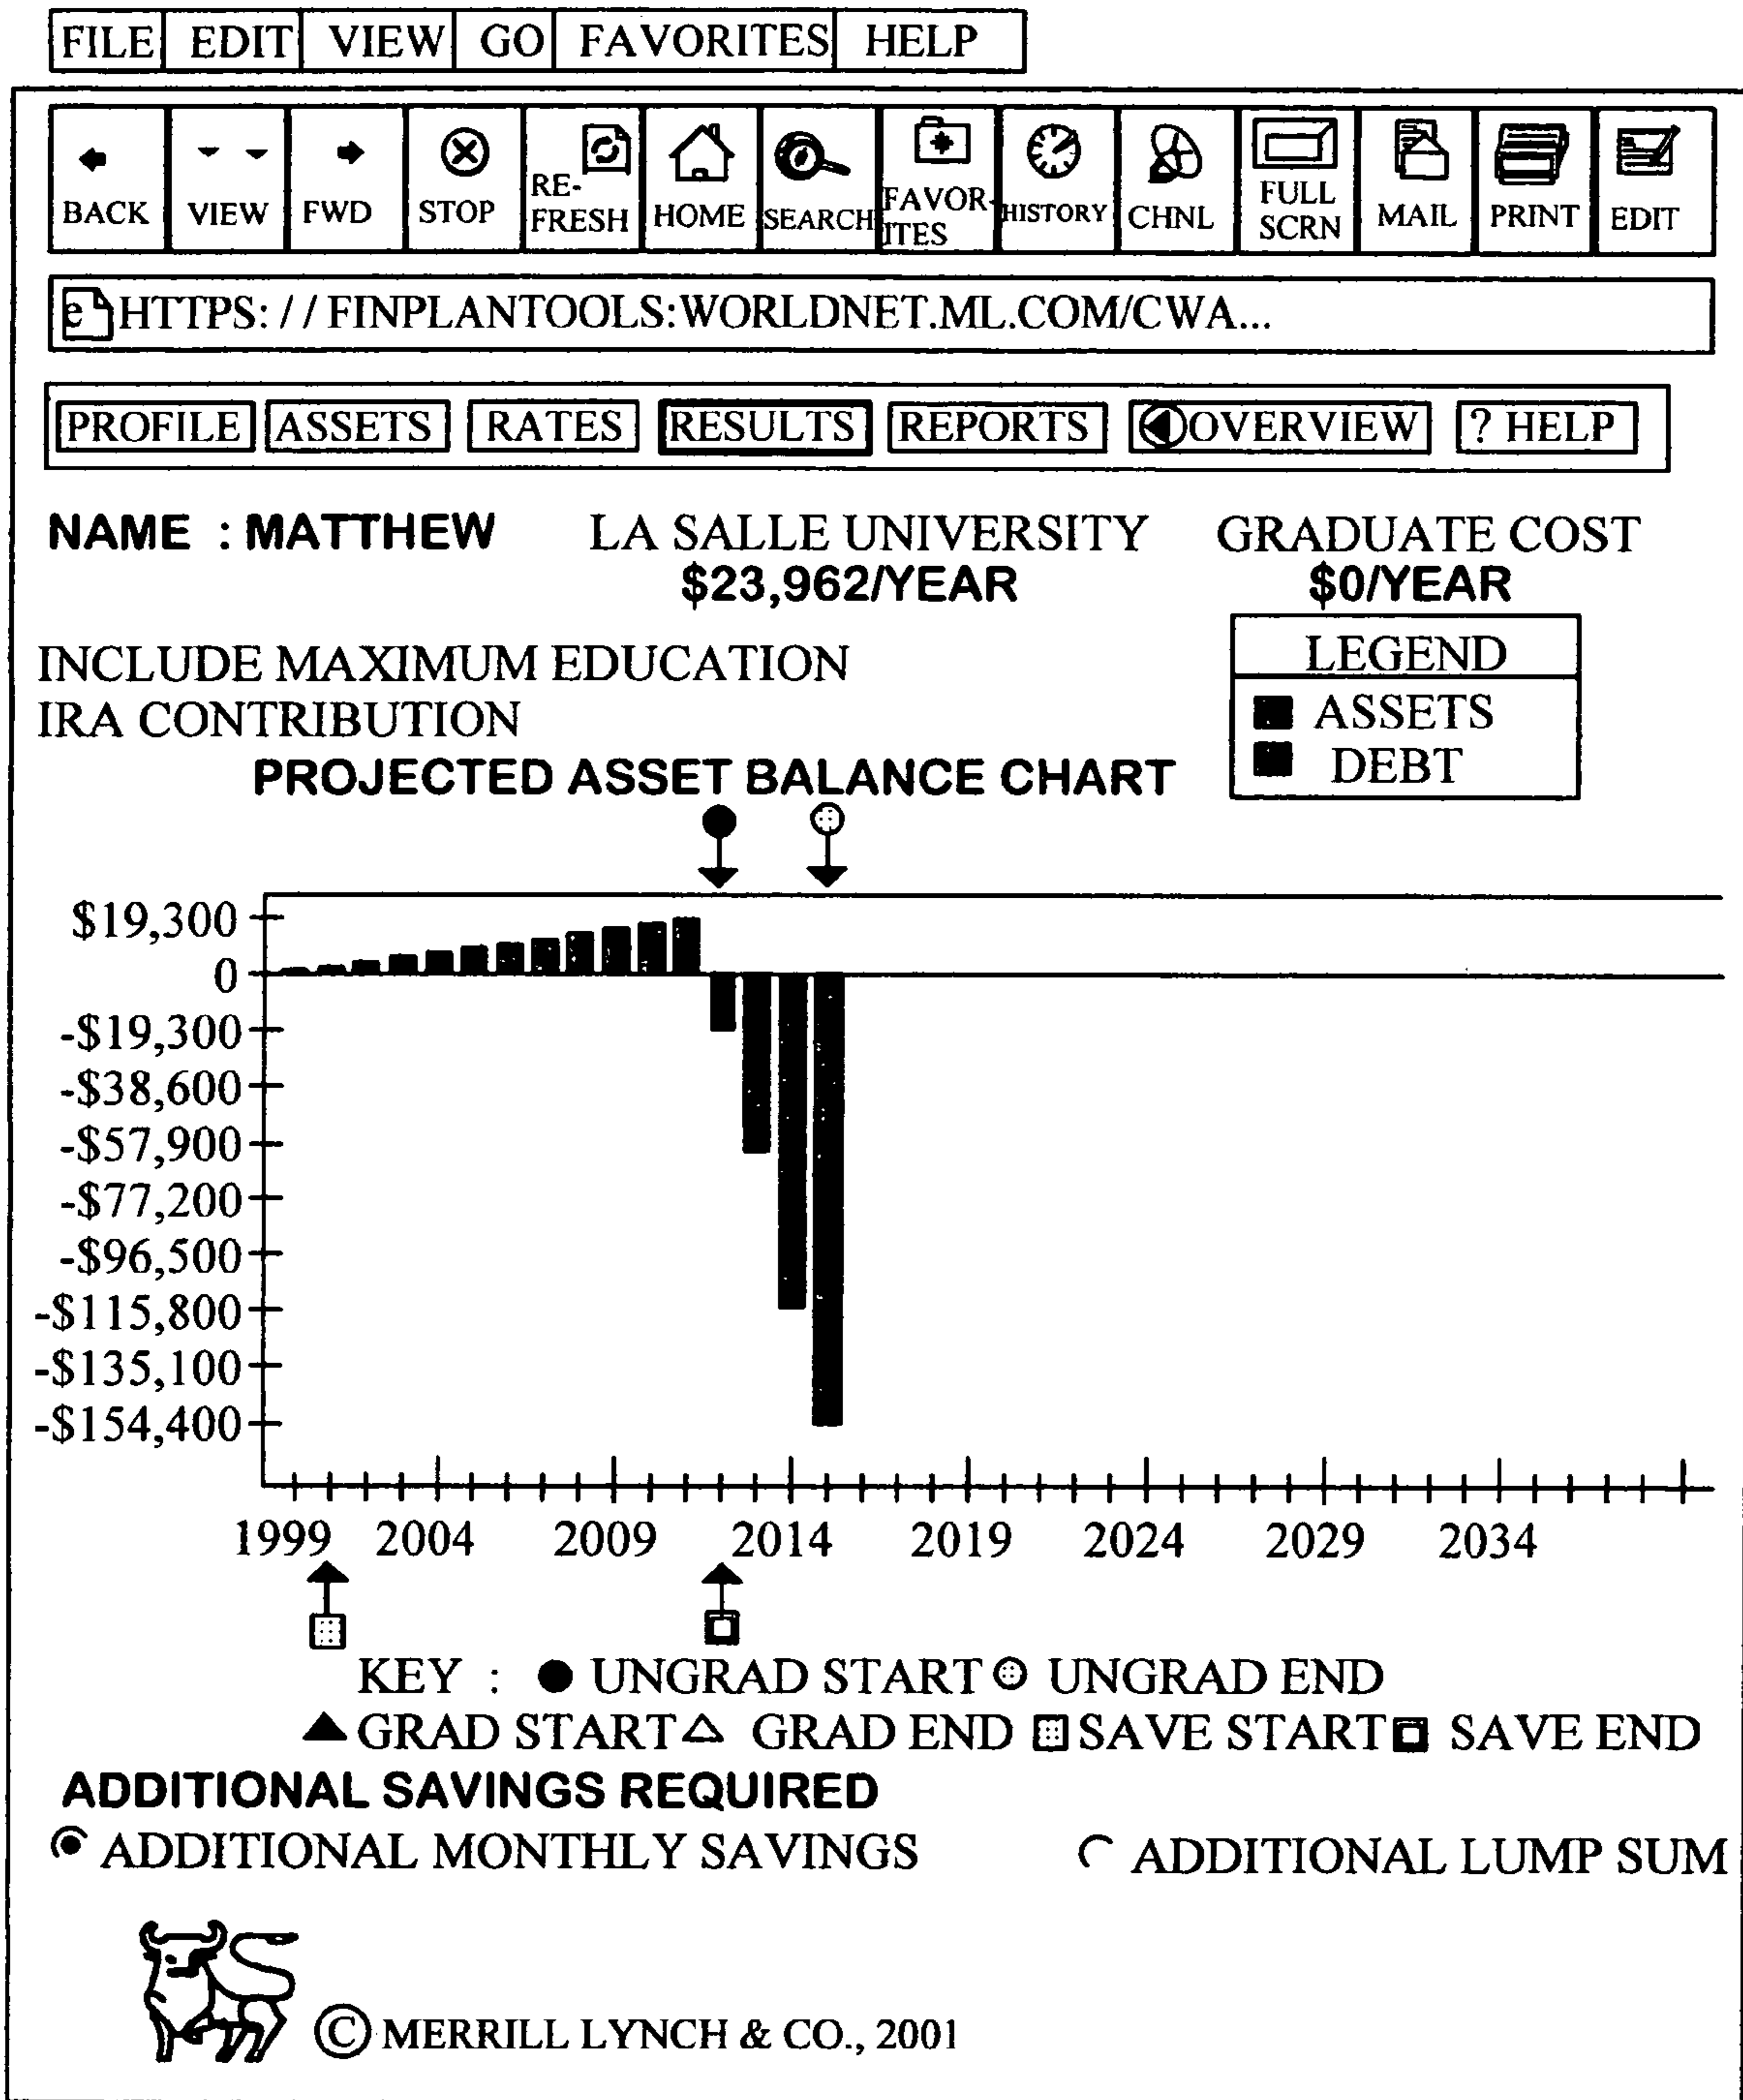 FILE EDIT VIEW GO FAVORITES HELP
BACK VIEW FWD STOP RE-FRESH HOME SEARCH FAVOR-ITES HISTORY CHNL FULL SCRN MAIL PRINT EDIT
HTTPS: // FINPLANTOOLS:WORLDNET.ML.COM/CWA...
PROFILE ASSETS RATES RESULTS REPORTS OVERVIEW ? HELP
NAME : MATTHEW LA SALLE UNIVERSITY GRADUATE COST
$23,962/YEAR $0/YEAR
INCLUDE MAXIMUM EDUCATION
IRA CONTRIBUTION
LEGEND
ASSETS
DEBT
PROJECTED ASSET BALANCE CHART
$19,300
0
-$19,300
-$38,600
-$57,900
-$77,200
-$96,500
-$115,800
-$135,100
-$154,400
1999 2004 2009 2014 2019 2024 2029 2034
KEY : UNGRAD START UNGRAD END
GRAD START GRAD END SAVE START SAVE END
ADDITIONAL SAVINGS REQUIRED
ADDITIONAL MONTHLY SAVINGS ADDITIONAL LUMP SUM
© MERRILL LYNCH & CO., 2001